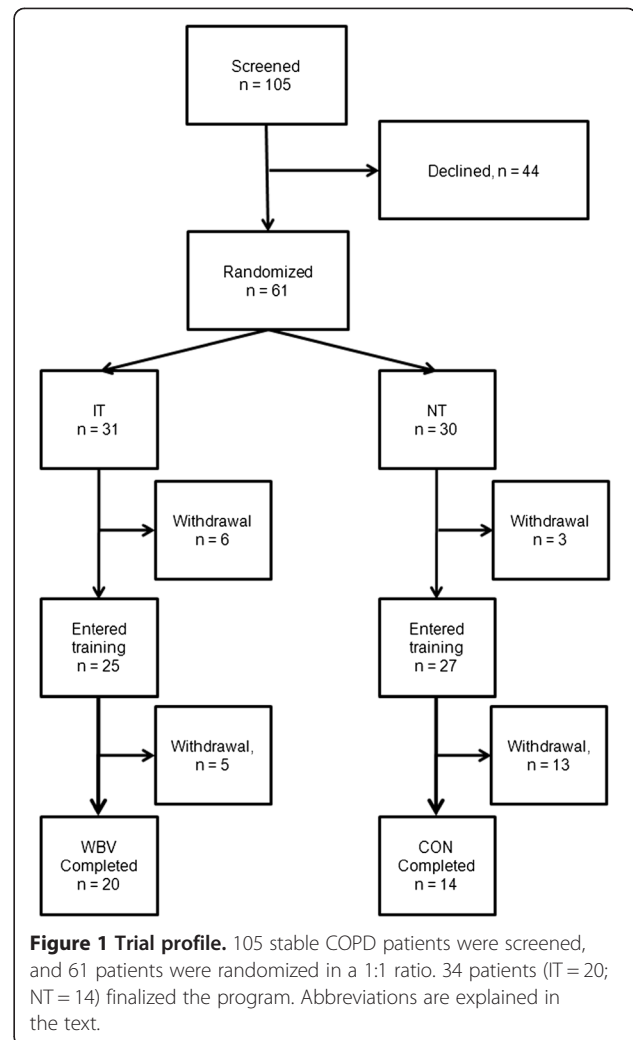 Screened
n = 105
Declined, n = 44
Randomized
n = 61
IT
n = 31
NT
n = 30
Withdrawal
n = 6
Withdrawal
n = 3
Entered
training
n = 25
Entered
training
n = 27
Withdrawal,
n = 5
Withdrawal,
n = 13
WBV
Completed
n = 20
CON
Completed
n = 14
Figure 1 Trial profile. 105 stable COPD patients were screened,
and 61 patients were randomized in a 1:1 ratio. 34 patients (IT = 20;
NT = 14) finalized the program. Abbreviations are explained in
the text.